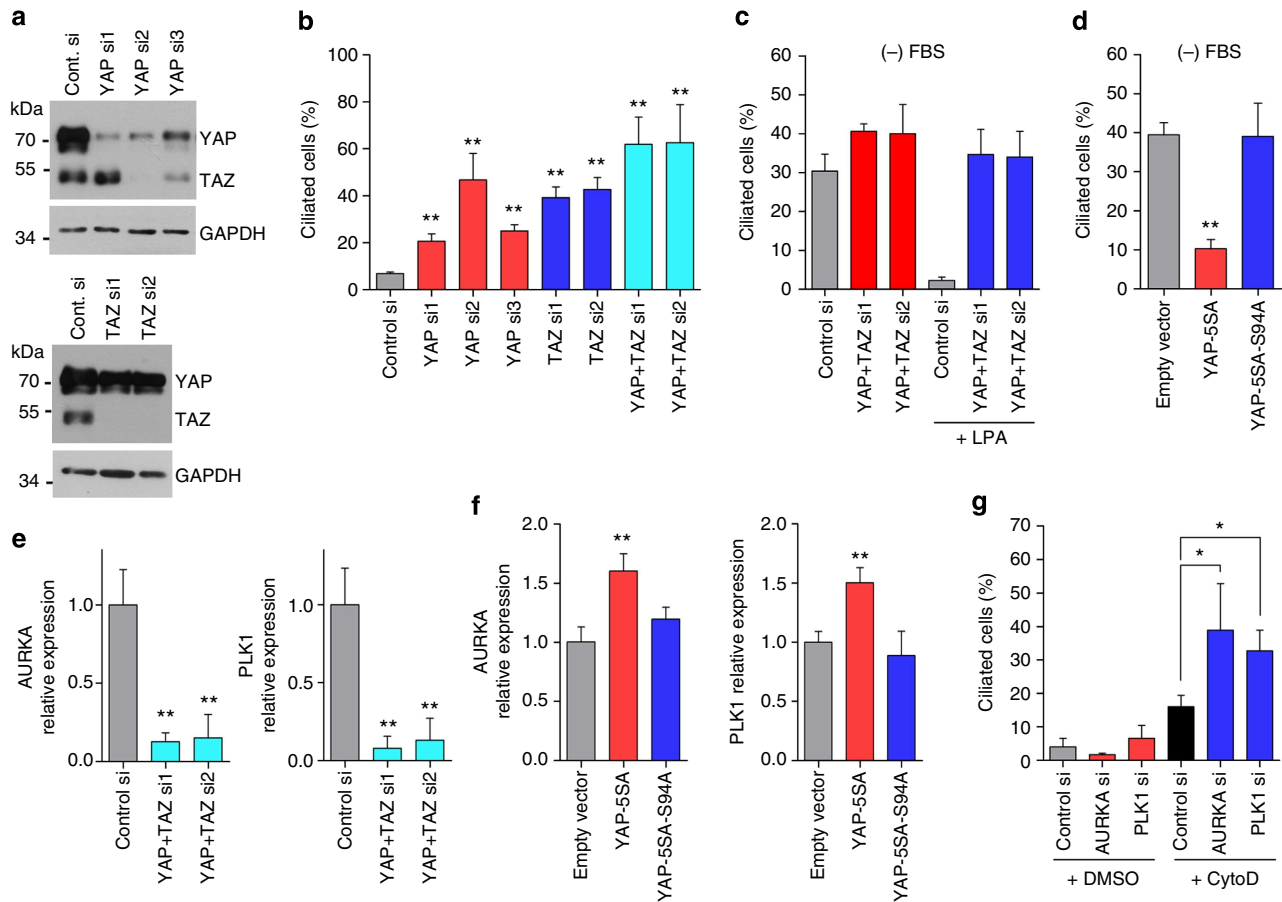 a
Cont. si
YAP si1
YAP si2
YAP si3
kDa
70
YAP
55
TAZ
34
GAPDH
Cont. si
TAZ si1
TAZ si2
kDa
70
YAP
55
TAZ
34
GAPDH
b
Ciliated cells (%)
100
80
60
40
20
0
**
**
**
**
**
**
**
Control si
YAP si1
YAP si2
YAP si3
TAZ si1
TAZ si2
YAP+TAZ si1
YAP+TAZ si2
c
(–) FBS
Ciliated cells (%)
60
50
40
30
20
10
0
Control si
YAP+TAZ si1
YAP+TAZ si2
Control si
YAP+TAZ si1
YAP+TAZ si2
+ LPA
d
(–) FBS
Ciliated cells (%)
60
50
40
30
20
10
0
**
Empty vector
YAP-5SA
YAP-5SA-S94A
e
AURKA
relative expression
1.0
0.5
0.0
**
**
Control si
YAP+TAZ si1
YAP+TAZ si2
PLK1
relative expression
1.0
0.5
0.0
**
**
Control si
YAP+TAZ si1
YAP+TAZ si2
f
AURKA
relative expression
2.0
1.5
1.0
0.5
0.0
**
Empty vector
YAP-5SA
YAP-5SA-S94A
PLK1 relative expression
2.0
1.5
1.0
0.5
0.0
**
Empty vector
YAP-5SA
YAP-5SA-S94A
g
Ciliated cells (%)
70
60
50
40
30
20
10
0
*
*
Control si
AURKA si
PLK1 si
Control si
AURKA si
PLK1 si
+ DMSO
+ CytoD